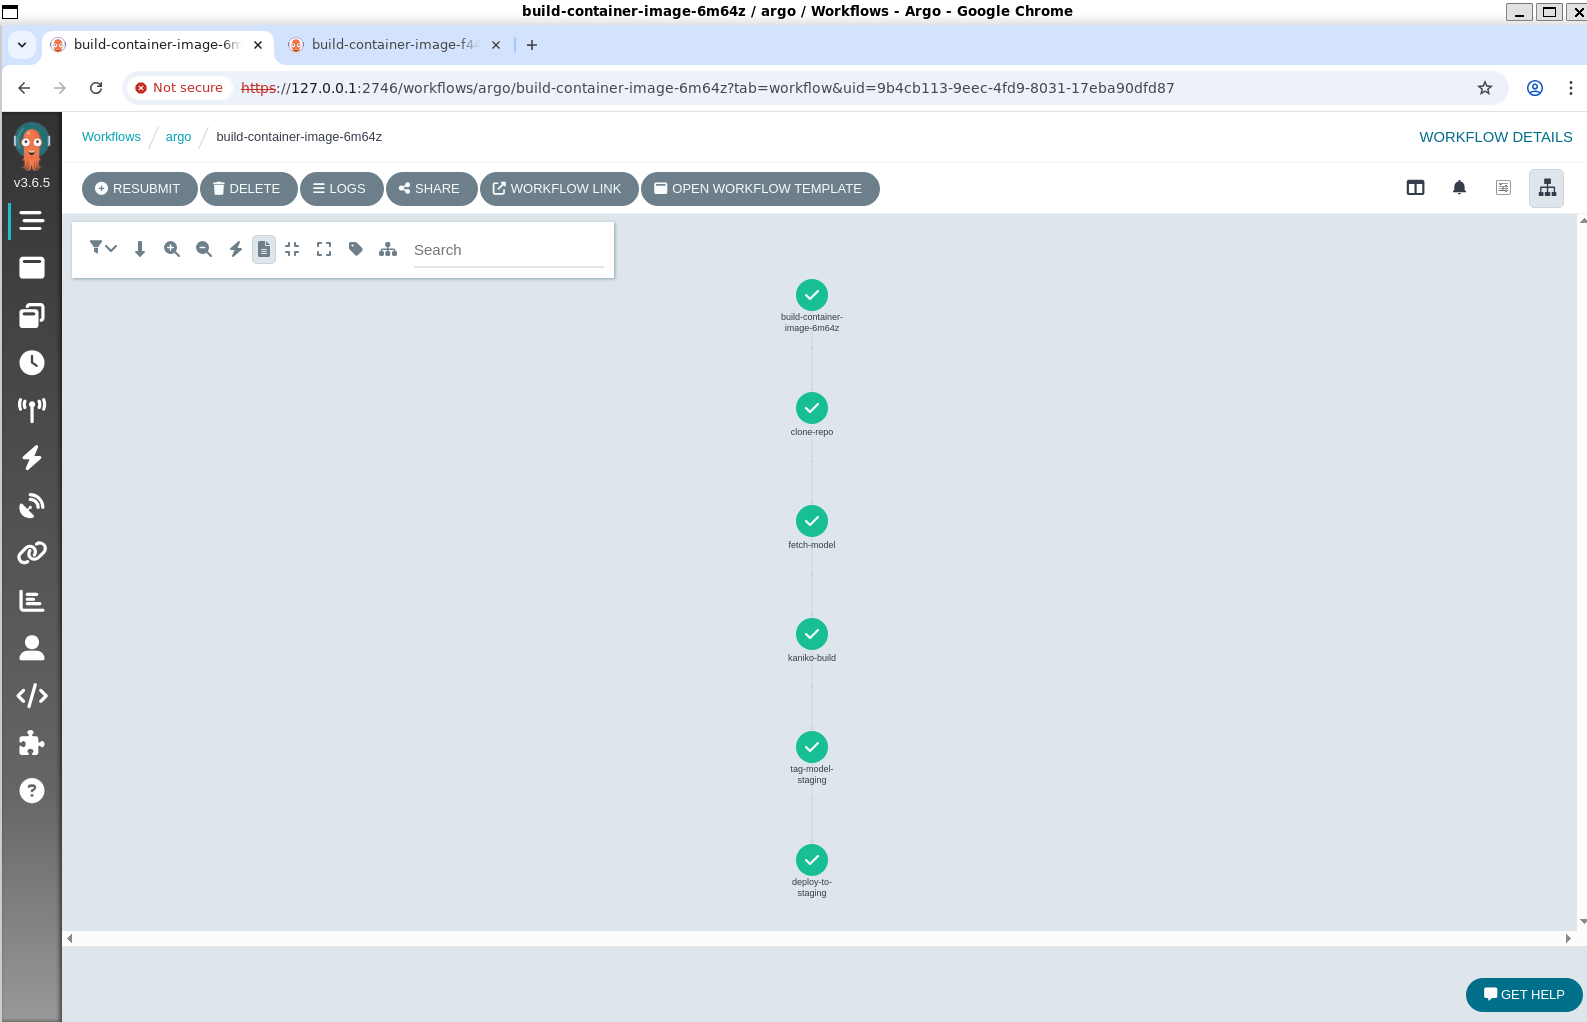 build-container-image-6m64z / argo / Workflows - Argo - Google Chrome
build-container-image-6m
build-container-image-f4
Not secure
https://127.0.0.1:2746/workflows/argo/build-container-image-6m64z?tab=workflow&uid=9b4cb113-9eec-4fd9-8031-17eba90dfd87
v3.6.5
Workflows / argo / build-container-image-6m64z
WORKFLOW DETAILS
RESUBMIT
DELETE
LOGS
SHARE
WORKFLOW LINK
OPEN WORKFLOW TEMPLATE
Search
build-container-
image-6m64z
clone-repo
fetch-model
kaniko-build
tag-model-
staging
deploy-to-
staging
GET HELP